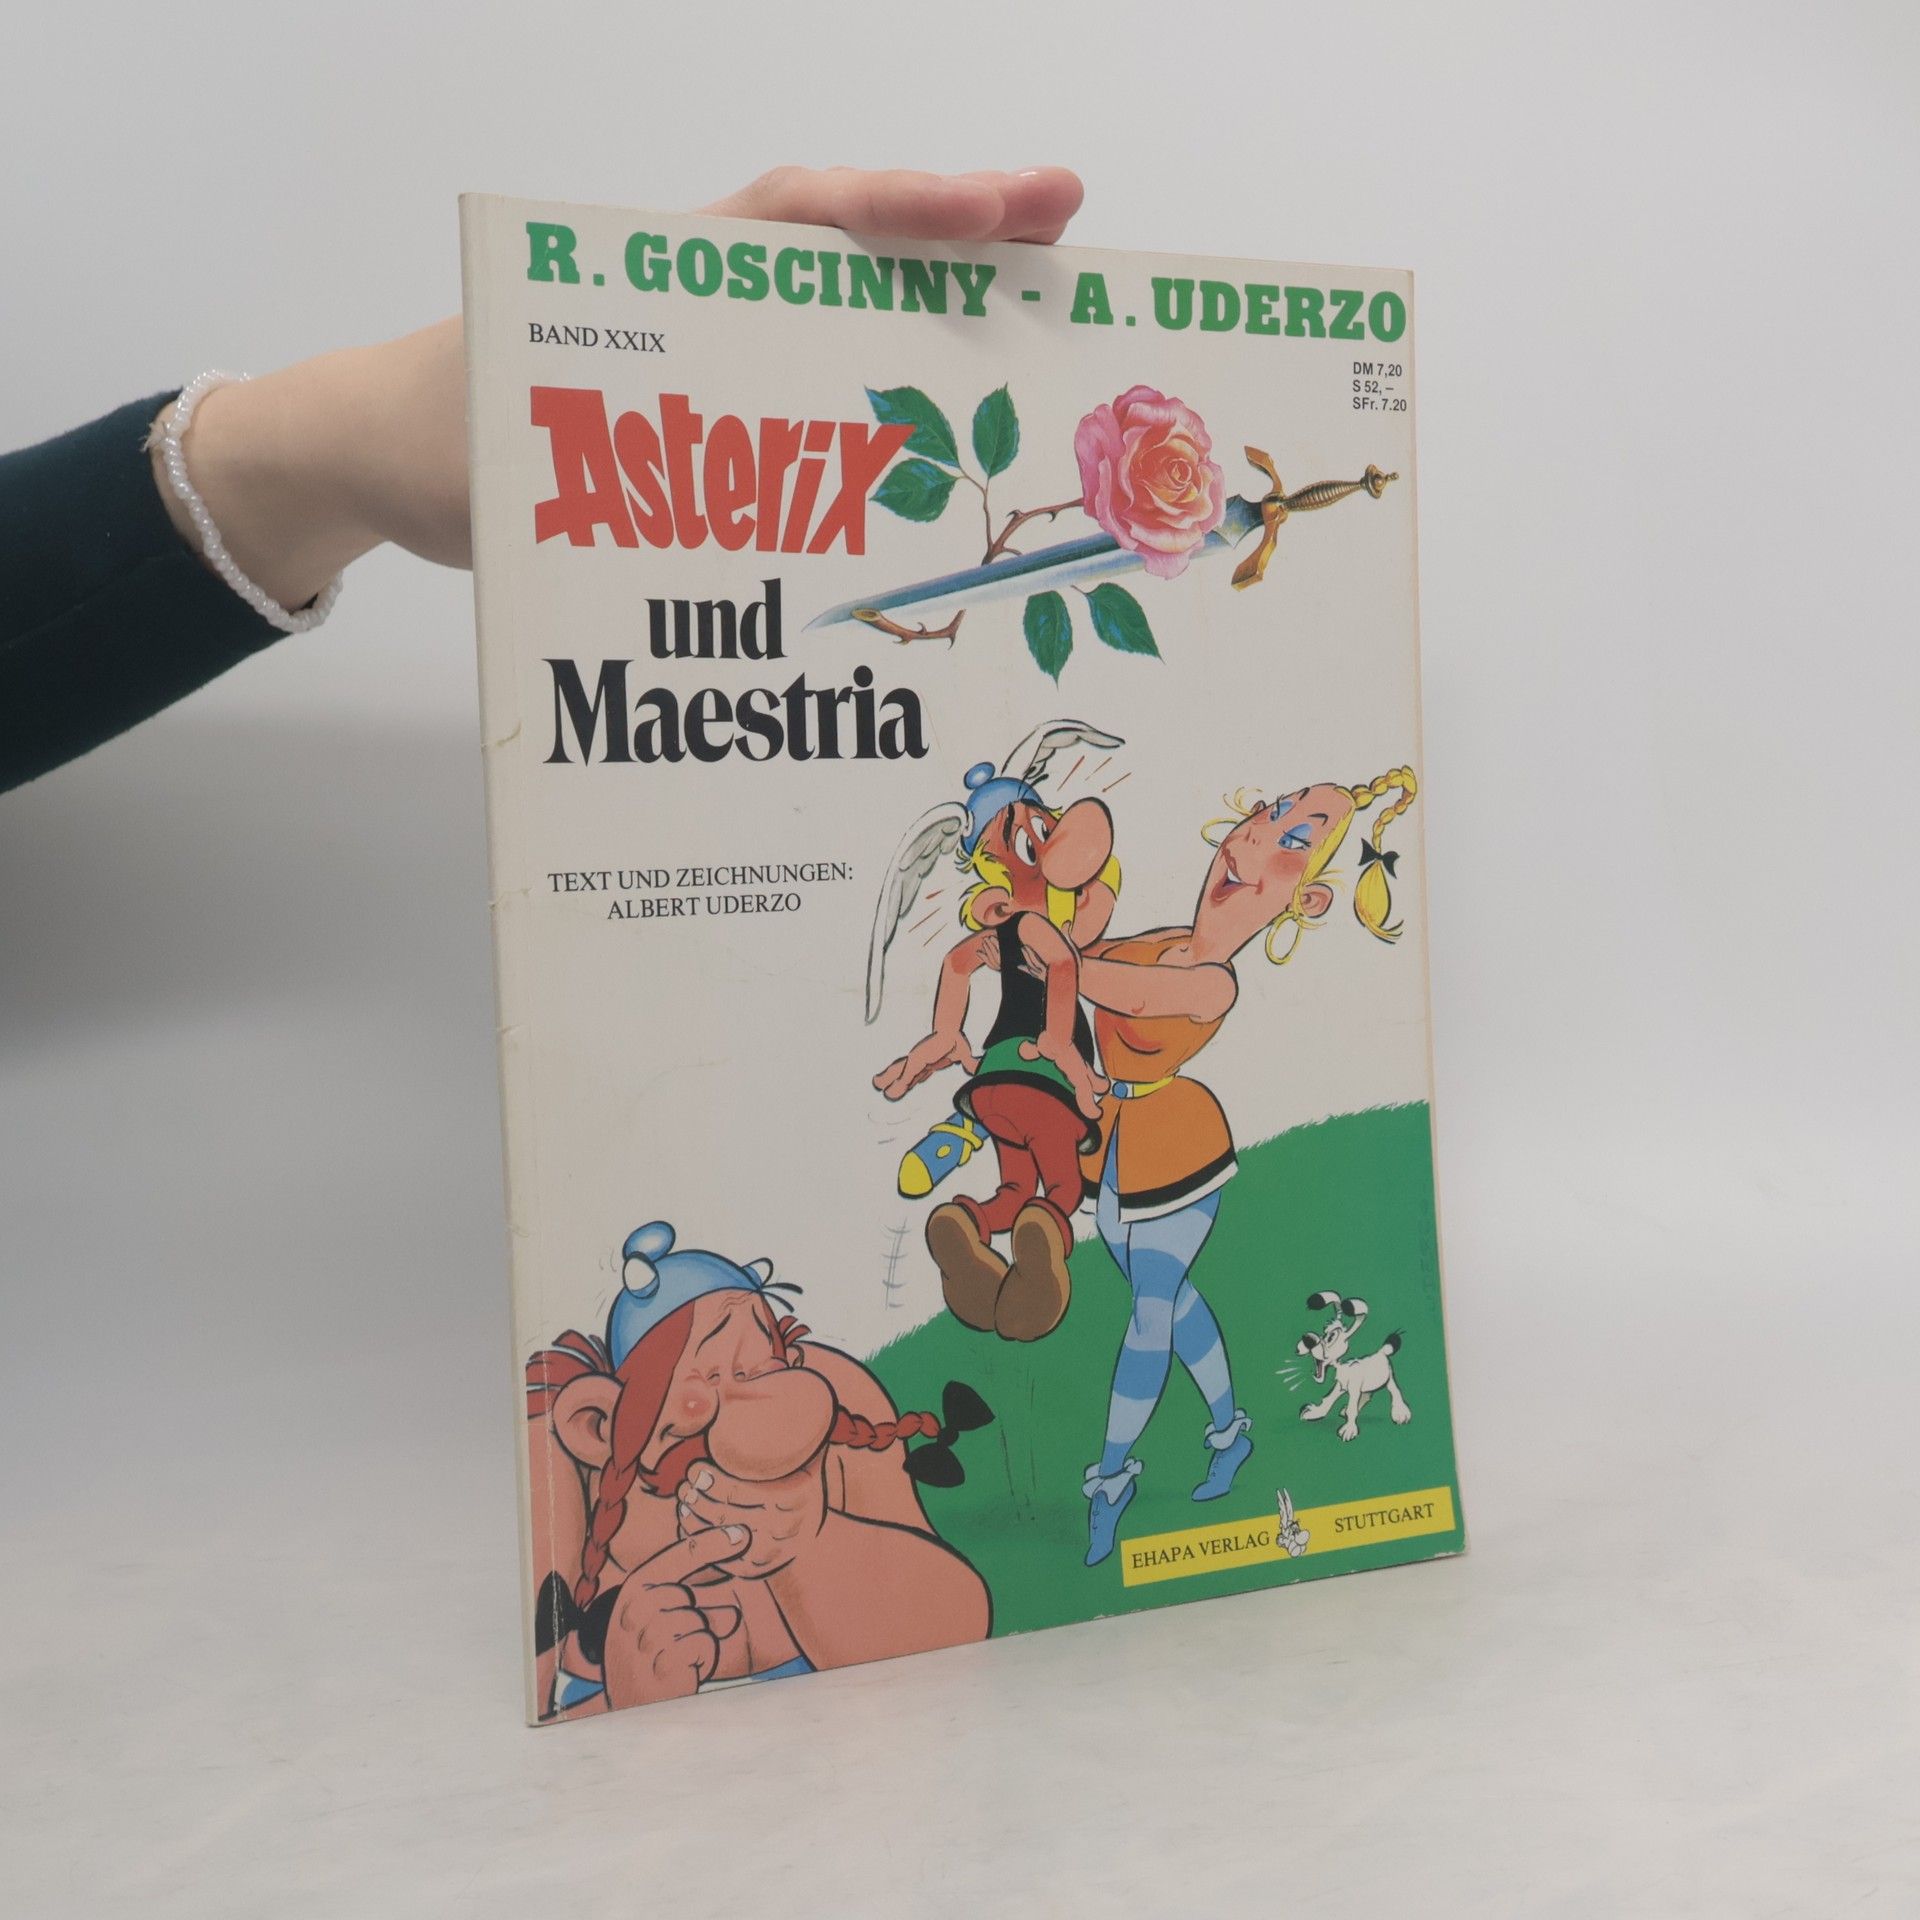 R. GOSCINNY - A. UDERZO
BAND XXIX
DM 7,20
S 52,–
SFr. 7.20
Asterix
und
Maestria
TEXT UND ZEICHNUNGEN:
ALBERT UDERZO
UDERZO
EHAPA VERLAG STUTTGART